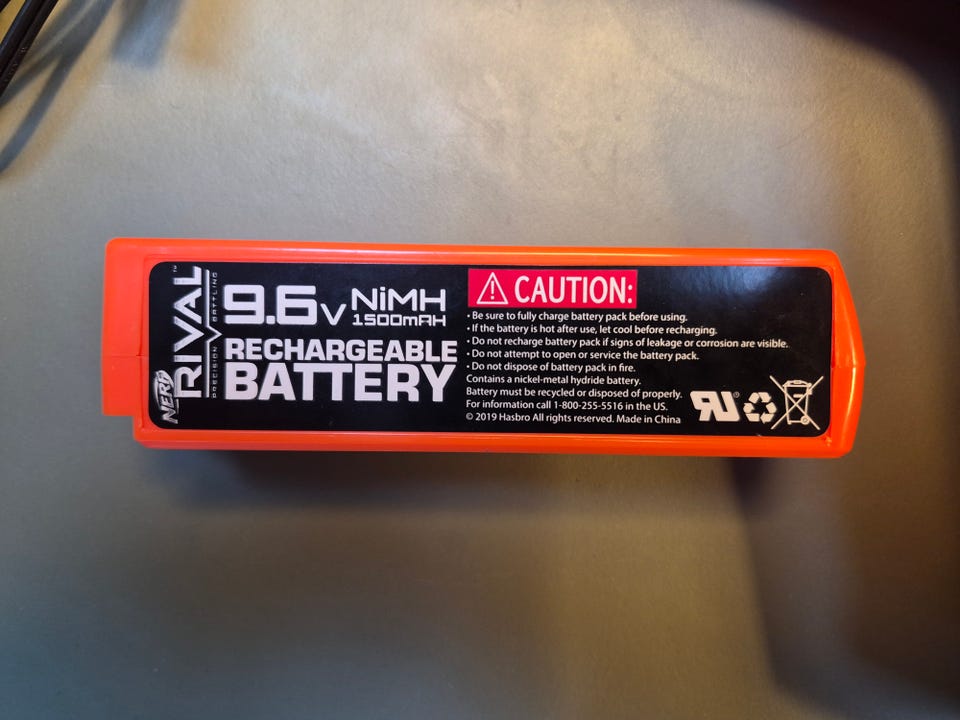 NERF
RIVAL™
PRECISION BATTLING
9.6V NiMH
1500mAH
RECHARGEABLE
BATTERY
CAUTION:
• Be sure to fully charge battery pack before using.
• If the battery is hot after use, let cool before recharging.
• Do not recharge battery pack if signs of leakage or corrosion are visible.
• Do not attempt to open or service the battery pack.
• Do not dispose of battery pack in fire.
Contains a nickel-metal hydride battery.
Battery must be recycled or disposed of properly.
For information call 1-800-255-5516 in the US.
© 2019 Hasbro All rights reserved. Made in China
RU®